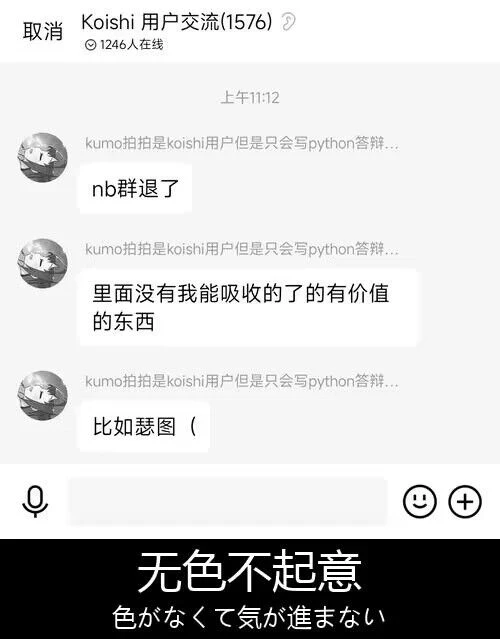 取消
Koishi 用户交流(1576)
1246人在线
上午11:12
kumo拍拍是koishi用户但是只会写python答辩...
nb群退了
kumo拍拍是koishi用户但是只会写python答辩...
里面没有我能吸收的了的有价值
的东西
kumo拍拍是koishi用户但是只会写python答辩...
比如瑟图（
无色不起意
色がなくて気が進まない